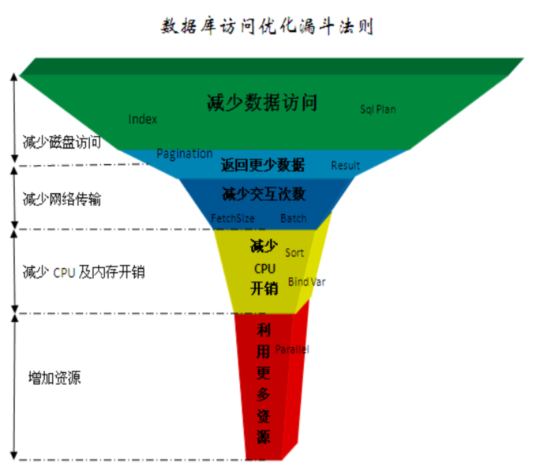 数据库访问优化漏斗法则
减少数据访问
Sql Plan
Index
减少磁盘访问
Pagination
返回更少数据
Result
减少网络传输
减少交互次数
FetchSize
Batch
减少
CPU
开销
Sort
Bind Var
减少 CPU 及内存开销
利
用
更
多
资
源
Parallel
增加资源